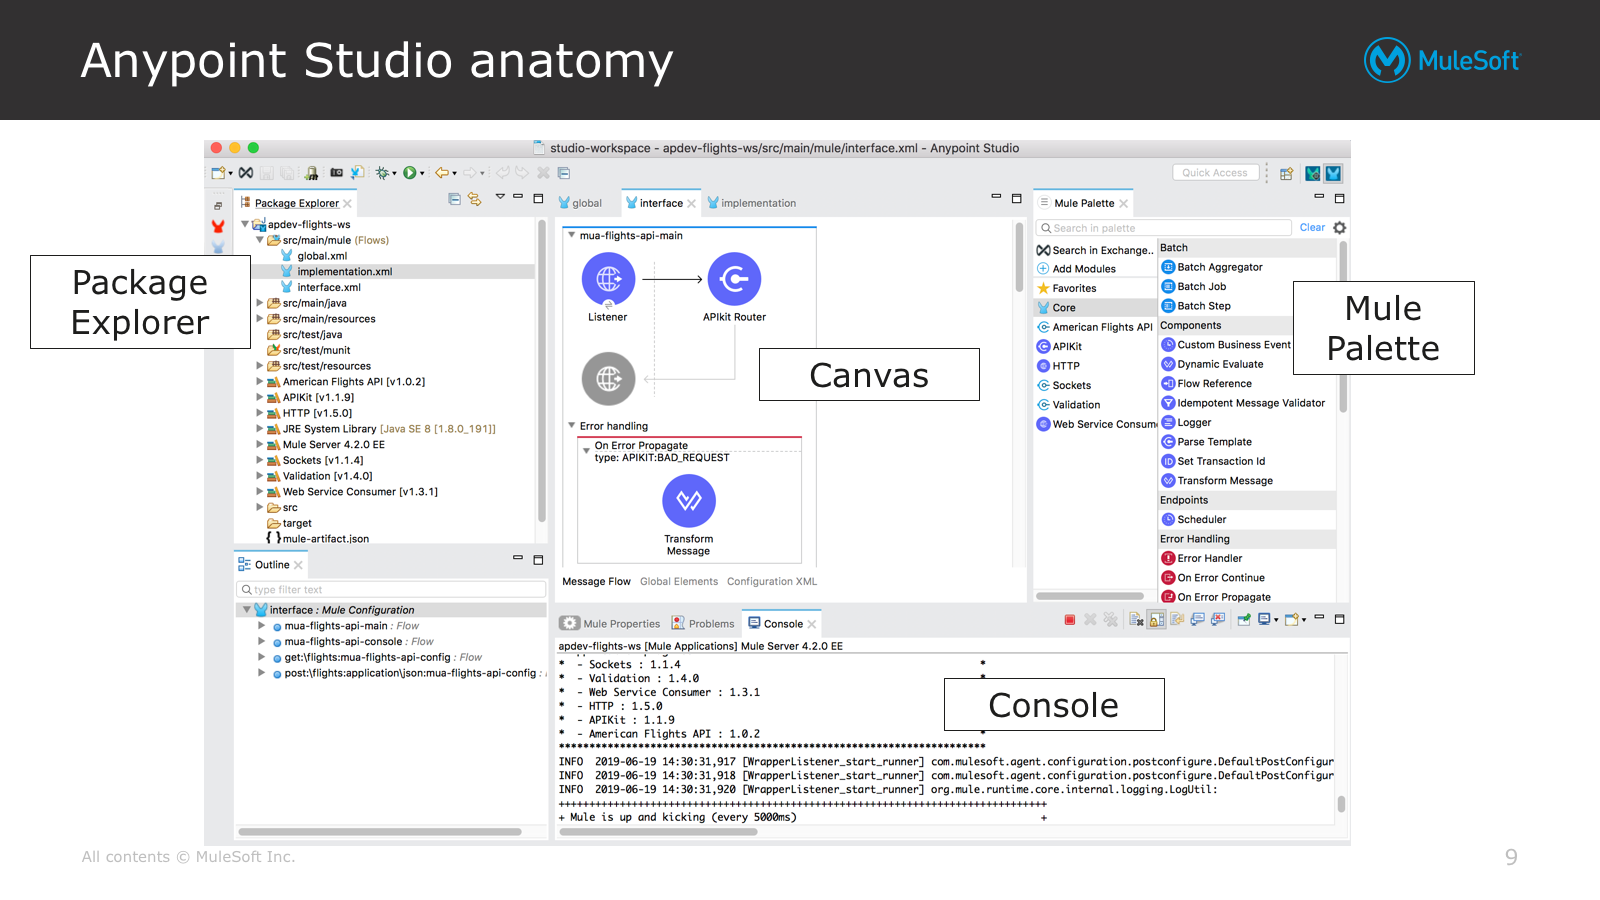 Anypoint Studio anatomy
MuleSoft
studio-workspace - apdev-flights-ws/src/main/mule/interface.xml - Anypoint Studio
Quick Access
Package Explorer
apdev-flights-ws
src/main/mule (Flows)
global.xml
implementation.xml
interface.xml
src/main/java
src/main/resources
src/test/java
src/test/munit
src/test/resources
American Flights API [v1.0.2]
APIKit [v1.1.9]
HTTP [v1.5.0]
JRE System Library [Java SE 8 [1.8.0_191]]
Mule Server 4.2.0 EE
Sockets [v1.1.4]
Validation [v1.4.0]
Web Service Consumer [v1.3.1]
src
target
mule-artifact.json
Package
Explorer
Outline
type filter text
interface : Mule Configuration
mua-flights-api-main : Flow
mua-flights-api-console : Flow
get:\flights:mua-flights-api-config : Flow
post:\flights:application\json:mua-flights-api-config :
global
interface
implementation
mua-flights-api-main
Listener
APIkit Router
Canvas
Error handling
On Error Propagate
type: APIKIT:BAD_REQUEST
Transform
Message
Message Flow
Global Elements
Configuration XML
Mule Palette
Search in palette
Clear
Search in Exchange..
Add Modules
Favorites
Core
American Flights API
APIKit
HTTP
Sockets
Validation
Web Service Consum
Batch
Batch Aggregator
Batch Job
Batch Step
Components
Custom Business Event
Dynamic Evaluate
Flow Reference
Idempotent Message Validator
Logger
Parse Template
Set Transaction Id
Transform Message
Endpoints
Scheduler
Error Handling
Error Handler
On Error Continue
On Error Propagate
Mule
Palette
Mule Properties
Problems
Console
apdev-flights-ws [Mule Applications] Mule Server 4.2.0 EE
* - Sockets : 1.1.4 *
* - Validation : 1.4.0 *
* - Web Service Consumer : 1.3.1
* - HTTP : 1.5.0
* - APIKit : 1.1.9
* - American Flights API : 1.0.2 *
**********************************************************************
INFO 2019-06-19 14:30:31,917 [WrapperListener_start_runner] com.mulesoft.agent.configuration.postconfigure.DefaultPostConfigur
INFO 2019-06-19 14:30:31,918 [WrapperListener_start_runner] com.mulesoft.agent.configuration.postconfigure.DefaultPostConfigur
INFO 2019-06-19 14:30:31,920 [WrapperListener_start_runner] org.mule.runtime.core.internal.logging.LogUtil:
++++++++++++++++++++++++++++++++++++++++++++++++++++++++++++++++++++++++++++++++
+ Mule is up and kicking (every 5000ms) +
Console
All contents © MuleSoft Inc.
9